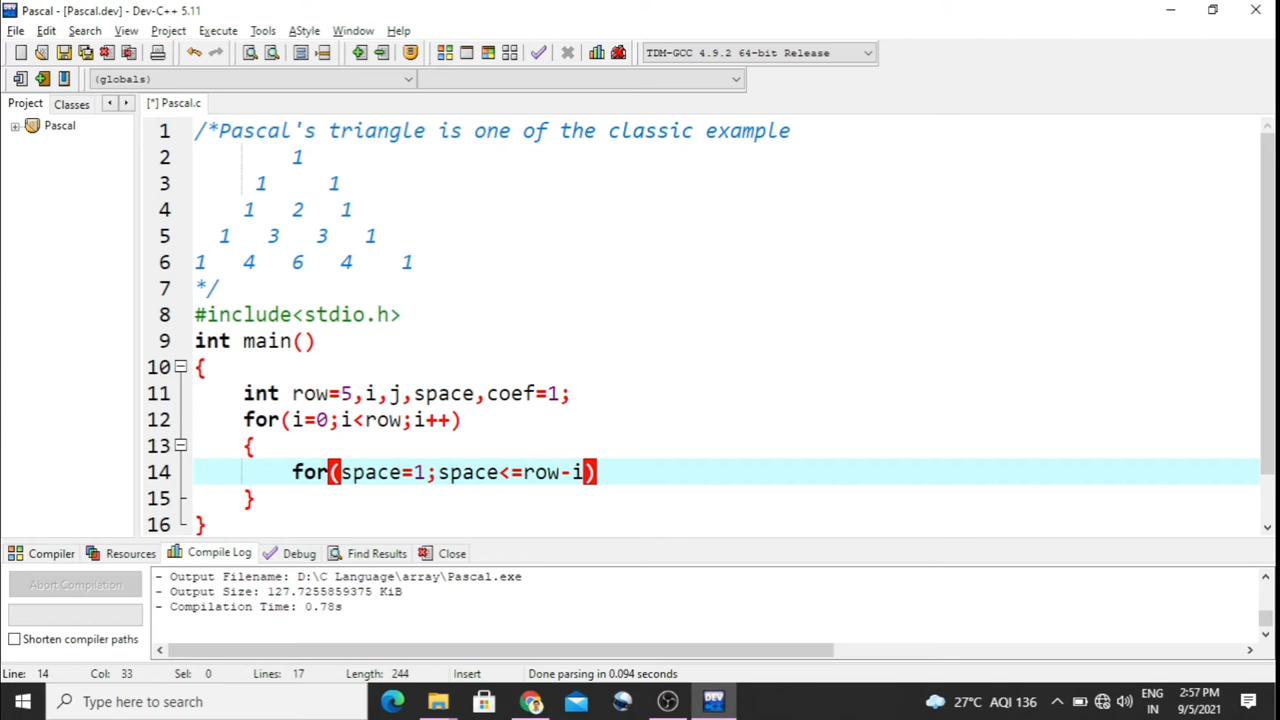 Pascal - [Pascal.dev] - Dev-C++ 5.11
File Edit Search View Project Execute Tools AStyle Window Help
TDM-GCC 4.9.2 64-bit Release
(globals)
Project Classes [*] Pascal.c
Pascal
1 /*Pascal's triangle is one of the classic example
2 1
3 1 1
4 1 2 1
5 1 3 3 1
6 1 4 6 4 1
7 */
8 #include<stdio.h>
9 int main()
10 {
11 int row=5,i,j,space,coef=1;
12 for(i=0;i<row;i++)
13 {
14 for(space=1;space<=row-i)
15 }
16 }
Compiler Resources Compile Log Debug Find Results Close
Abort Compilation
Shorten compiler paths
- Output Filename: D:\C Language\array\Pascal.exe
- Output Size: 127.7255859375 KiB
- Compilation Time: 0.78s
Line: 14 Col: 33 Sel: 0 Lines: 17 Length: 244 Insert Done parsing in 0.094 seconds
Type here to search
DEV
27°C AQI 136
ENG
IN
2:57 PM
9/5/2021